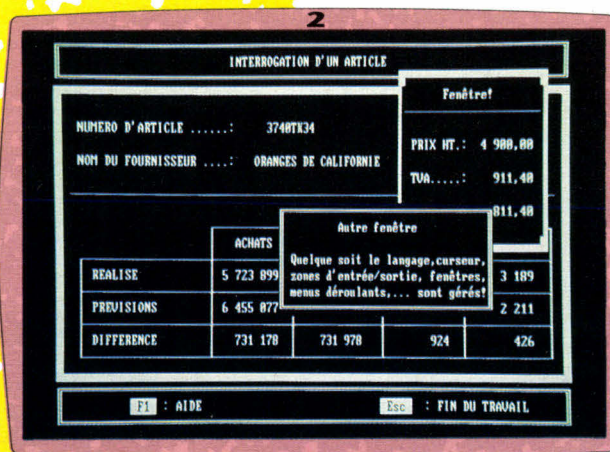 2
INTERROGATION D'UN ARTICLE
Fenêtre!
NUMERO D'ARTICLE ......: 3740TK34
PRIX HT.: 4 900,00
NOM DU FOURNISSEUR ....: ORANGES DE CALIFORNIE
TVA.....: 911,40
811,40
Autre fenêtre
ACHATS
Quelque soit le langage,curseur,
zones d'entrée/sortie, fenêtres,
menus déroulants,... sont gérés!
REALISE 5 723 899 3 189
PREVISIONS 6 455 077 2 211
DIFFERENCE 731 178 731 978 924 426
F1 : AIDE Esc : FIN DU TRAVAIL